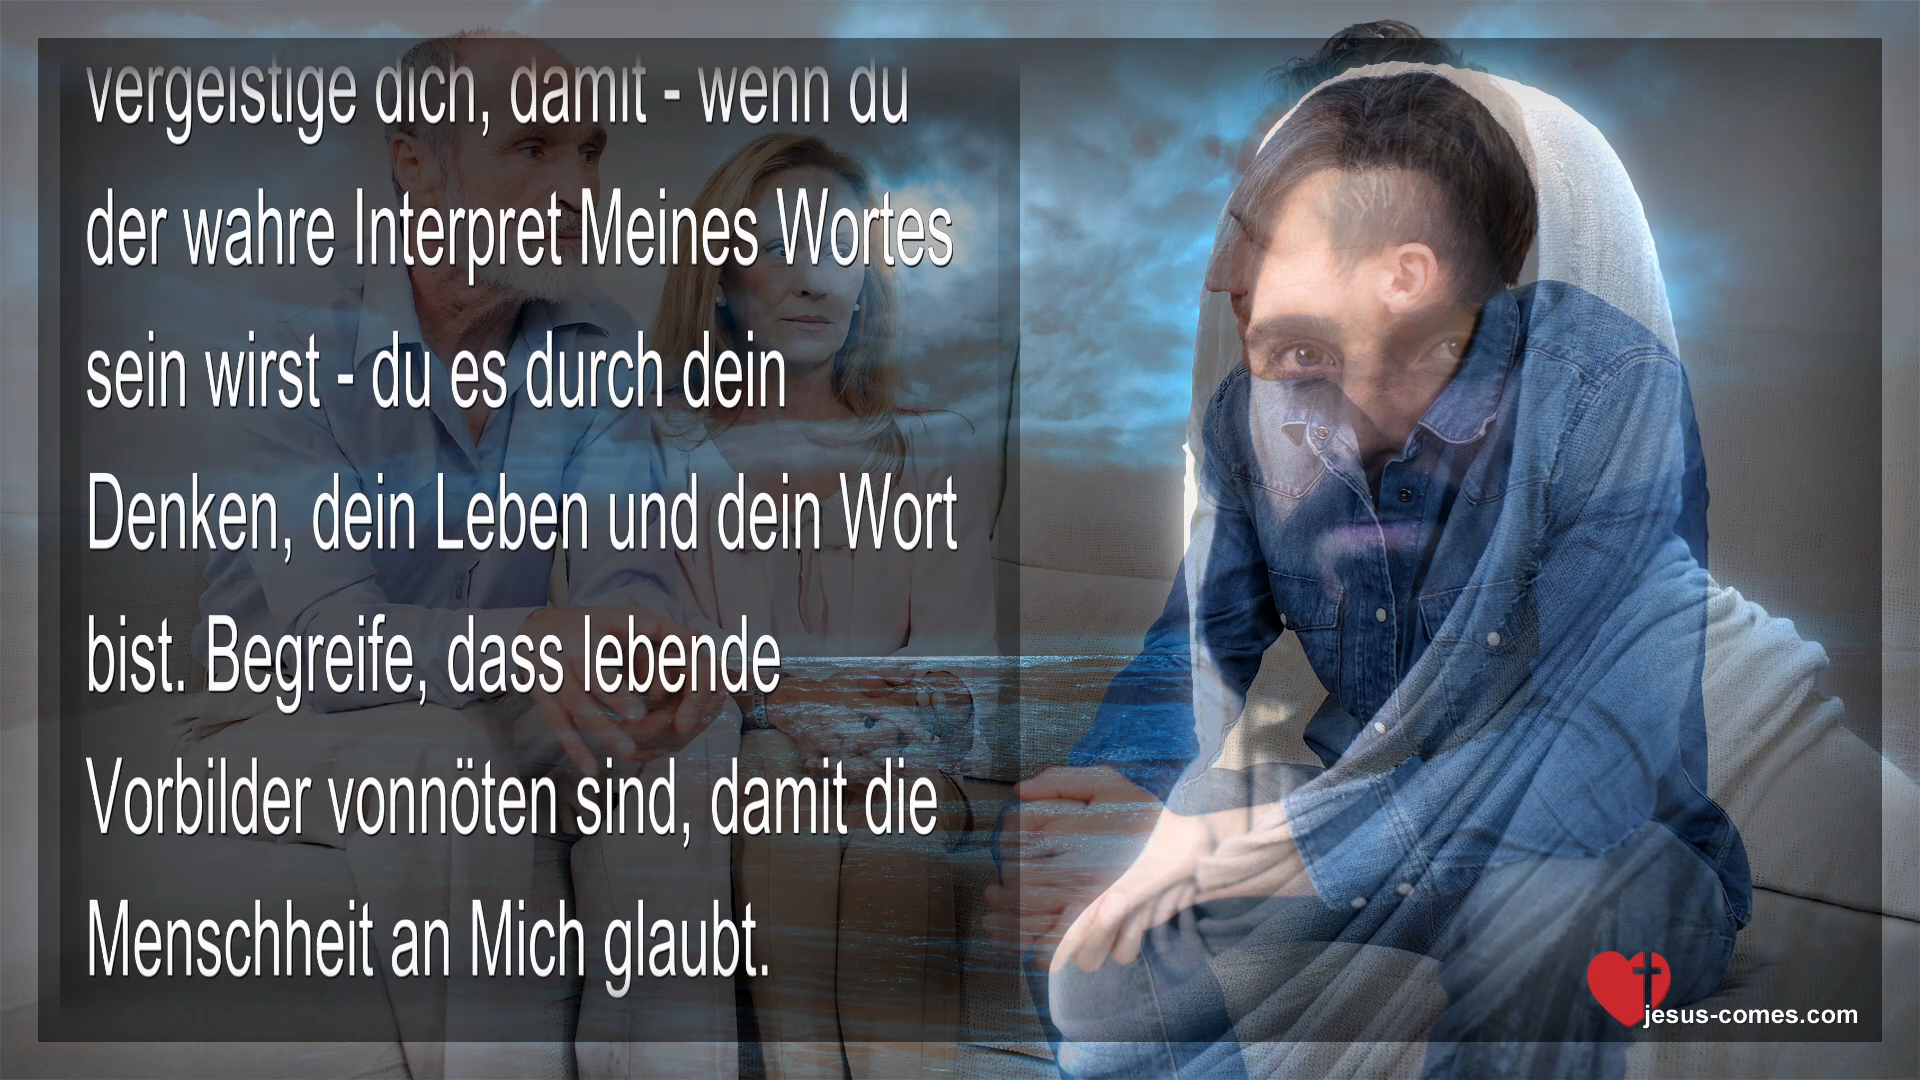 vergeistige dich, damit - wenn du
der wahre Interpret Meines Wortes
sein wirst - du es durch dein
Denken, dein Leben und dein Wort
bist. Begreife, dass lebende
Vorbilder vonnöten sind, damit die
Menschheit an Mich glaubt.
jesus-comes.com